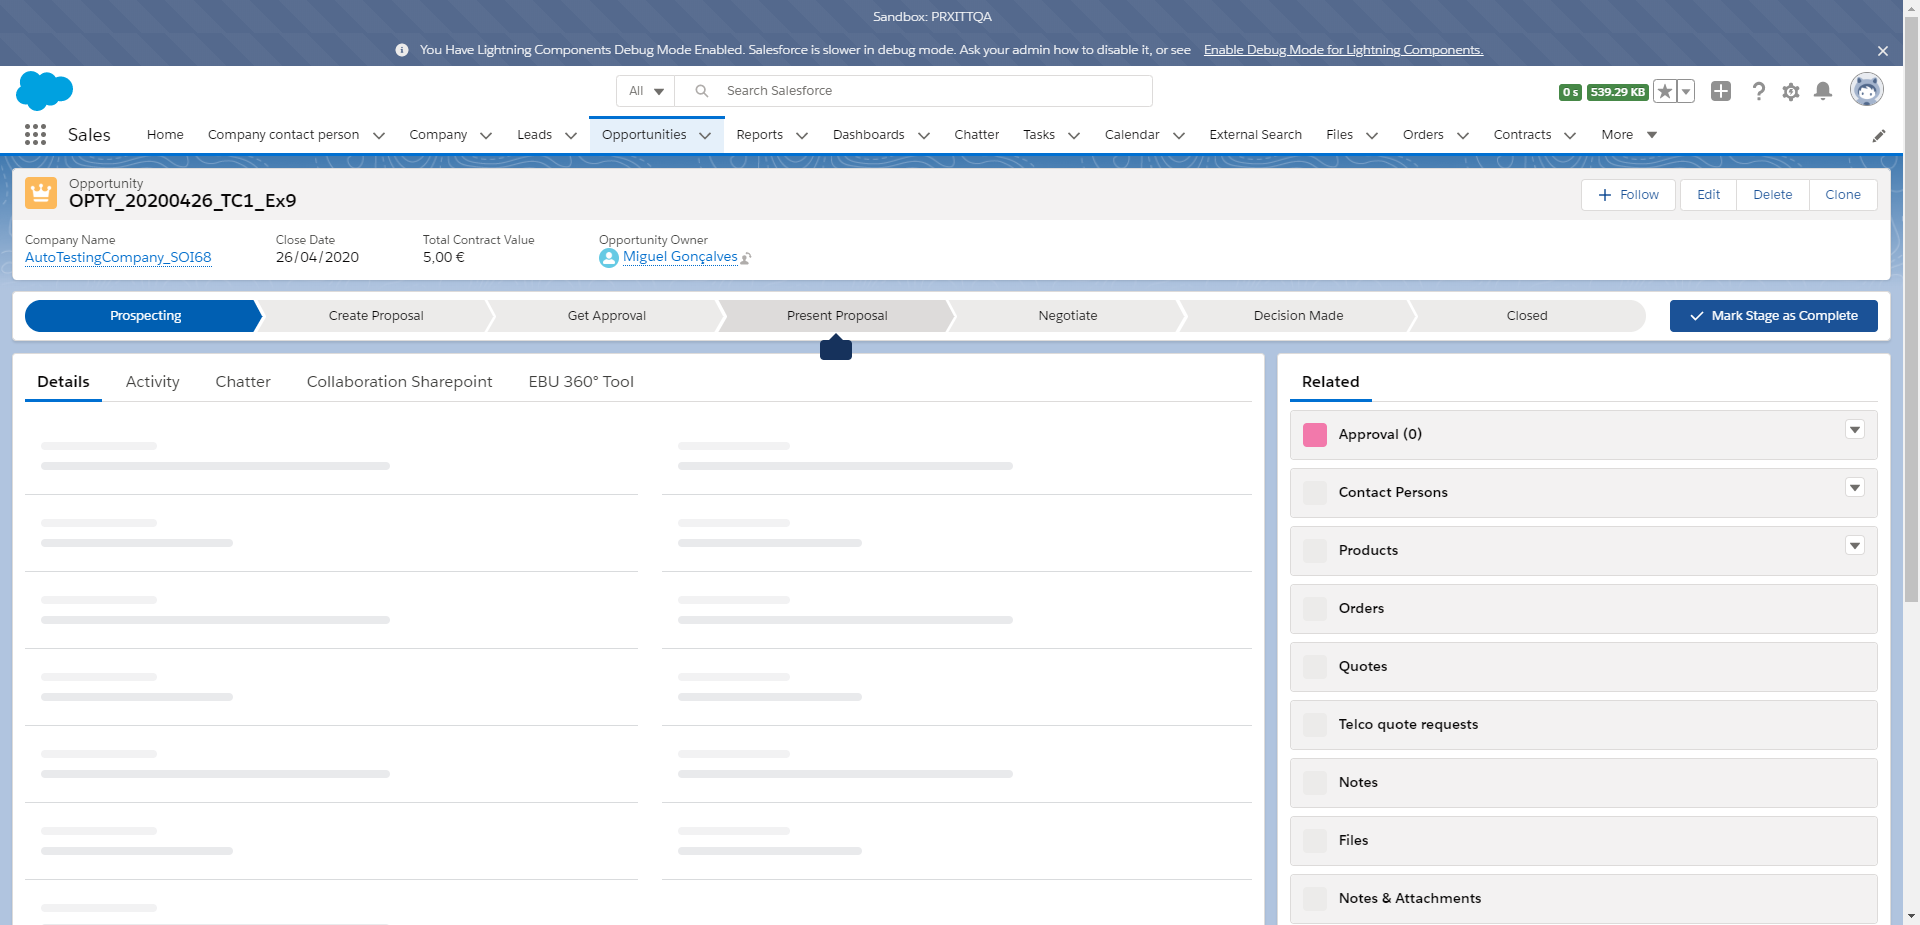 Sandbox: PRXITTQA
You Have Lightning Components Debug Mode Enabled. Salesforce is slower in debug mode. Ask your admin how to disable it, or see Enable Debug Mode for Lightning Components.
All Search Salesforce 0 s 539.29 KB
Sales Home Company contact person Company Leads Opportunities Reports Dashboards Chatter Tasks Calendar External Search Files Orders Contracts More
Opportunity
OPTY_20200426_TC1_Ex9
Follow Edit Delete Clone
Company Name Close Date Total Contract Value Opportunity Owner
AutoTestingCompany_SOI68 26/04/2020 5,00 € Miguel Gonçalves
Prospecting Create Proposal Get Approval Present Proposal Negotiate Decision Made Closed Mark Stage as Complete
Details Activity Chatter Collaboration Sharepoint EBU 360° Tool
Related
Approval (0)
Contact Persons
Products
Orders
Quotes
Telco quote requests
Notes
Files
Notes & Attachments